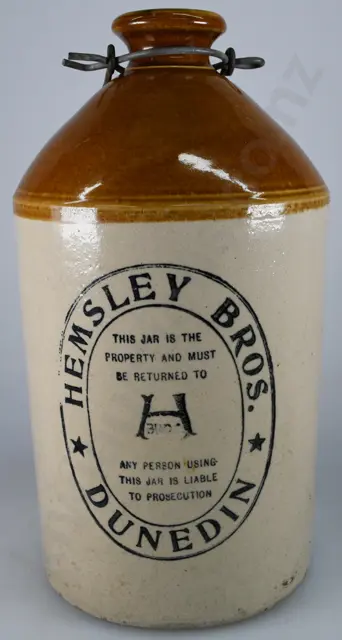 HEMSLEY BROS.
THIS JAR IS THE
PROPERTY AND MUST
BE RETURNED TO
H
ANY PERSON USING
THIS JAR IS LIABLE
TO PROSECUTION
DUNEDIN